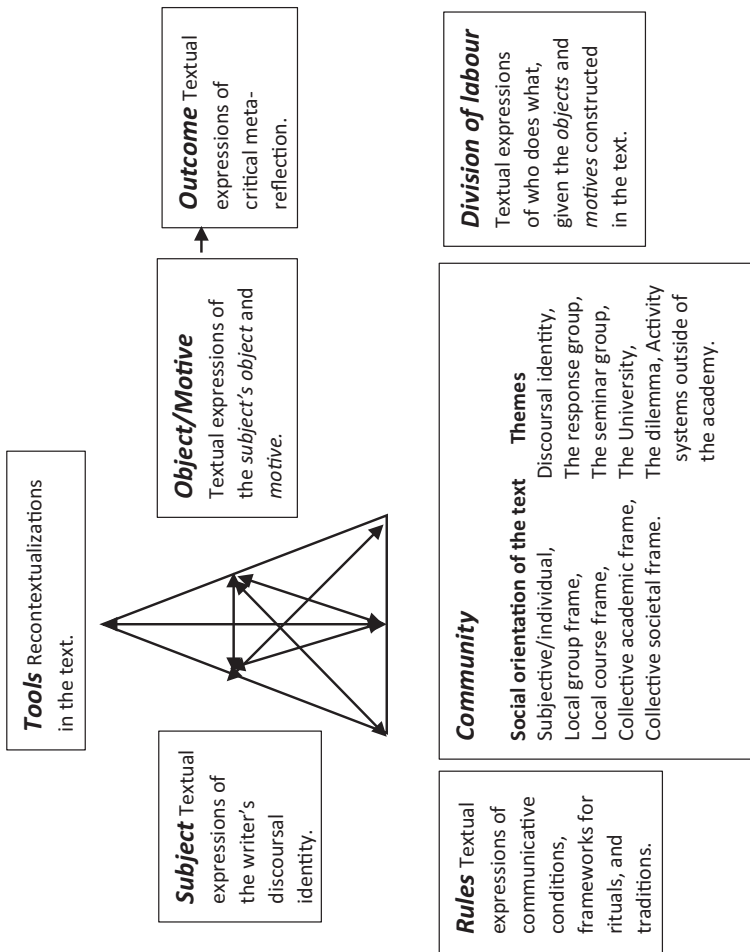 Tools Recontextualizations
in the text.
Subject Textual
expressions of
the writer's
discoursal
identity.
Object/Motive
Textual expressions of
the subject's object and
motive.
Outcome Textual
expressions of
critical meta-
reflection.
Rules Textual
expressions of
communicative
conditions,
frameworks for
rituals, and
traditions.
Community
Social orientation of the text
Subjective/individual,
Local group frame,
Local course frame,
Collective academic frame,
Collective societal frame.
Themes
Discoursal identity,
The response group,
The seminar group,
The University,
The dilemma, Activity
systems outside of
the academy.
Division of labour
Textual expressions
of who does what,
given the objects and
motives constructed
in the text.